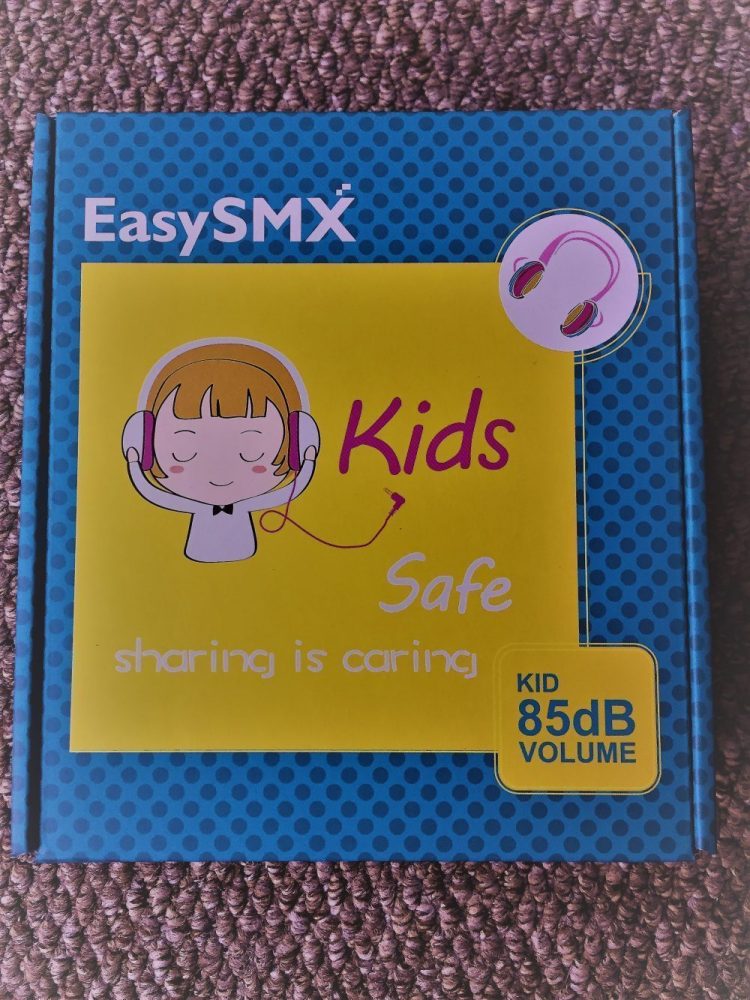 EasySMX
Kids
Safe
sharing is caring
KID
85dB
VOLUME